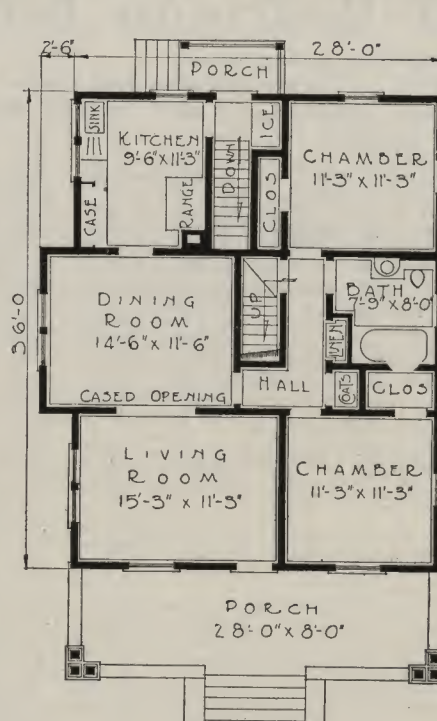 2'-6"
28'-0"
PORCH
SINK
KITCHEN
9'-6" x 11'-3"
CASE
RANGE
DOWN
ICE
CLOS
CHAMBER
11'-3" x 11'-3"
36'-0
DINING
ROOM
14'-6" x 11'-6"
CASED OPENING
UP
BATH
7'-9" x 8'-0"
LINEN
HALL
COATS
CLOS
LIVING
ROOM
15'-3" x 11'-3"
CHAMBER
11'-3" x 11'-3"
PORCH
28'-0" x 8'-0"